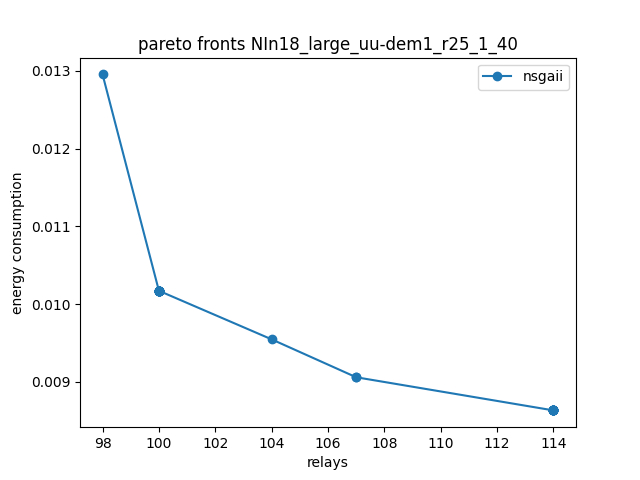 pareto fronts NIn18_large_uu-dem1_r25_1_40
nsgaii
energy consumption
0.013
0.012
0.011
0.010
0.009
98 100 102 104 106 108 110 112 114
relays